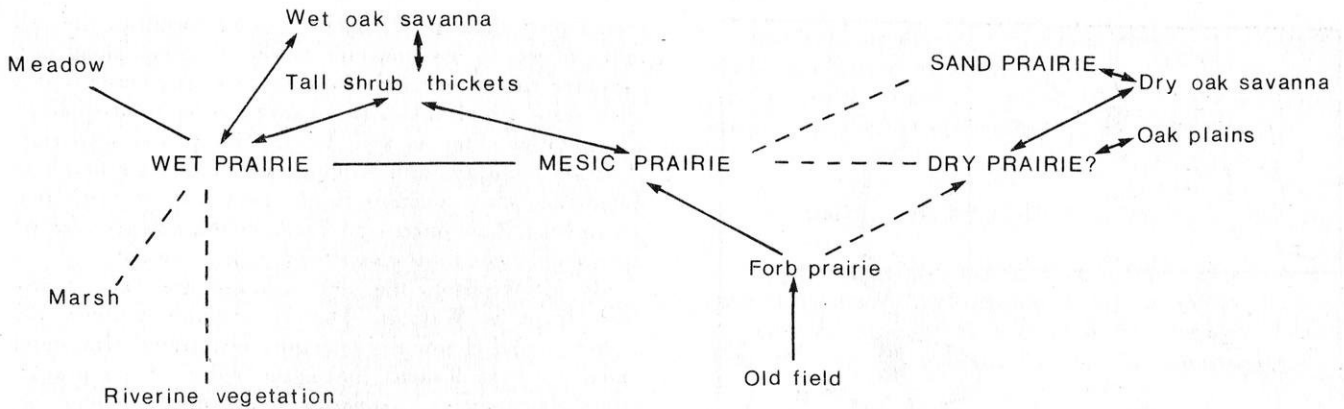 Wet oak savanna
Meadow
Tall shrub thickets
SAND PRAIRIE
Dry oak savanna
Oak plains
WET PRAIRIE
MESIC PRAIRIE
DRY PRAIRIE?
Forb prairie
Marsh
Old field
Riverine vegetation